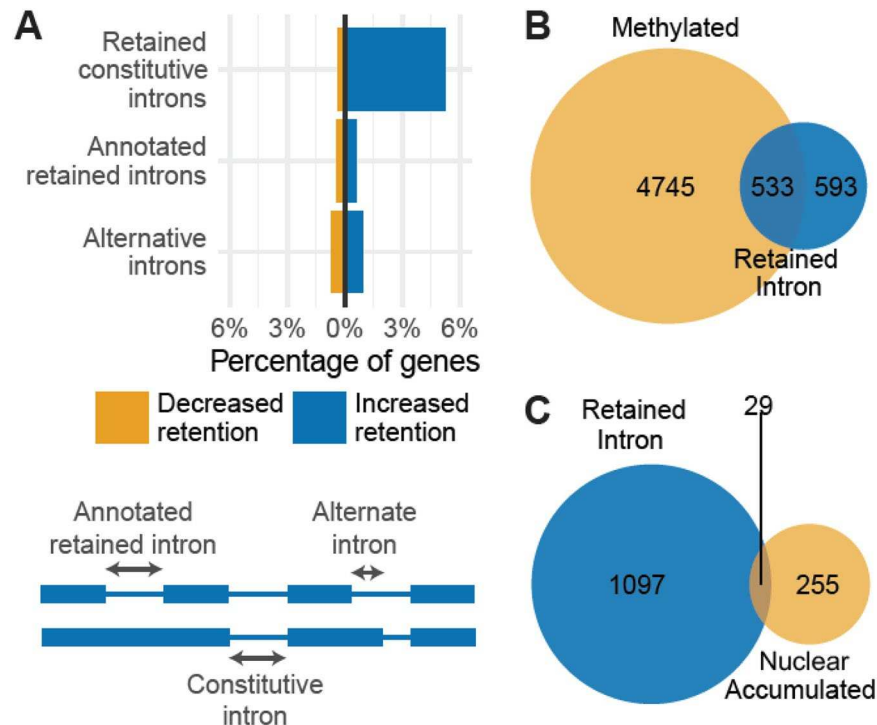 A
Retained
constitutive
introns
Annotated
retained introns
Alternative
introns
6% 3% 0% 3% 6%
Percentage of genes
Decreased
retention
Increased
retention
Annotated
retained intron
Alternate
intron
Constitutive
intron
B
Methylated
4745
533
593
Retained
Intron
C
Retained
Intron
29
1097
255
Nuclear
Accumulated